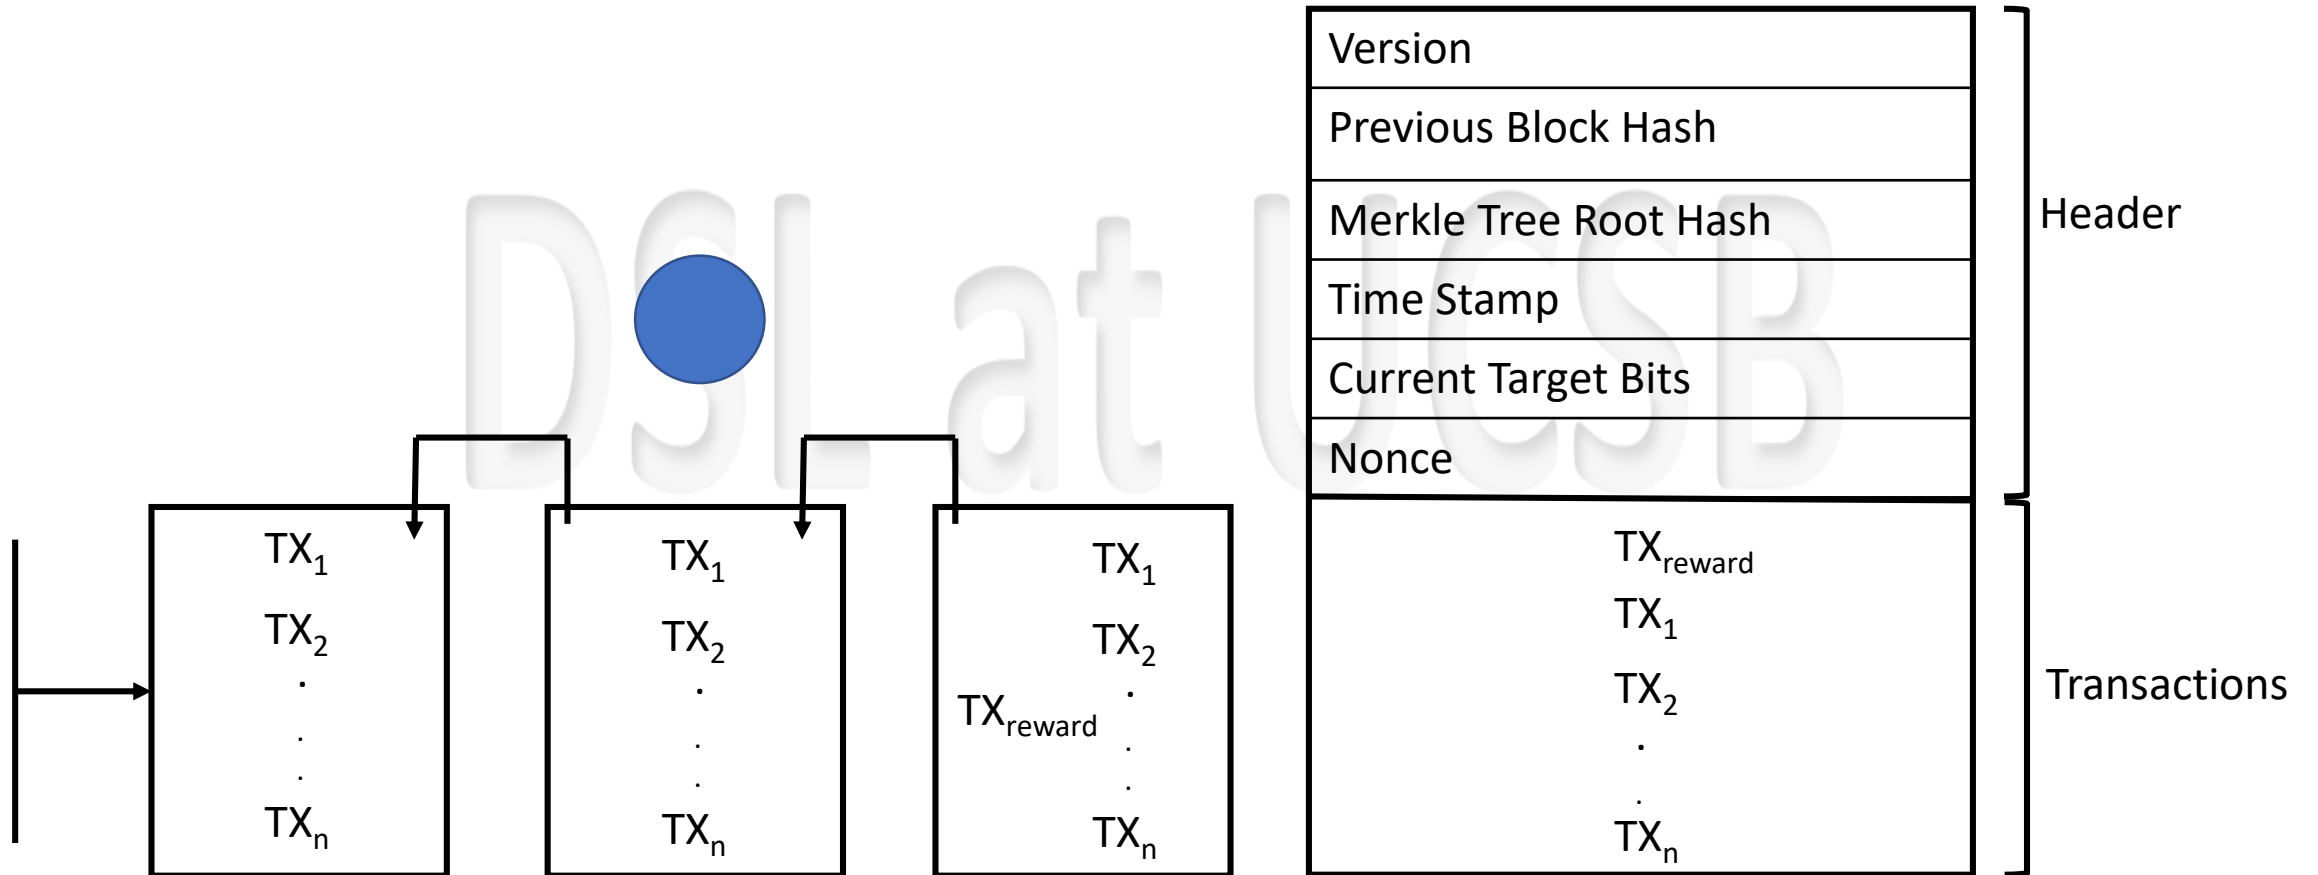 DSL at UCSB
TX1
TX2
.
.
.
TXn
TX1
TX2
.
.
.
TXn
TX1
TX2
.
TXreward
.
.
TXn
Version
Previous Block Hash
Merkle Tree Root Hash
Time Stamp
Current Target Bits
Nonce
TXreward
TX1
TX2
.
.
TXn
Header
Transactions